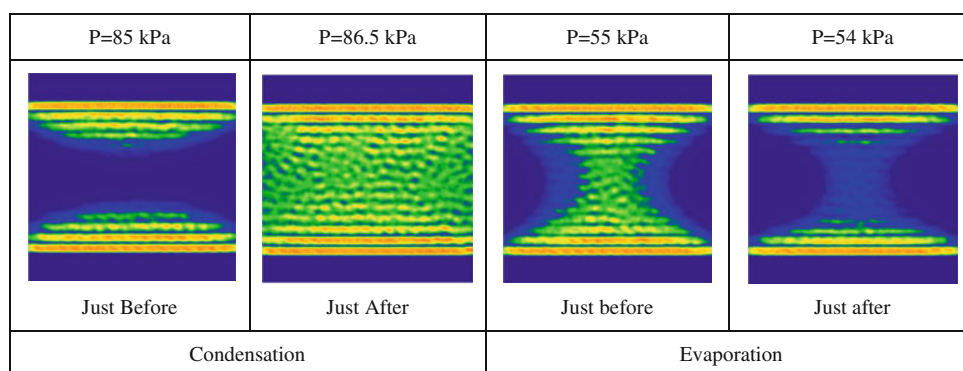 P=85 kPa
P=86.5 kPa
P=55 kPa
P=54 kPa
Just Before
Just After
Just before
Just after
Condensation
Evaporation